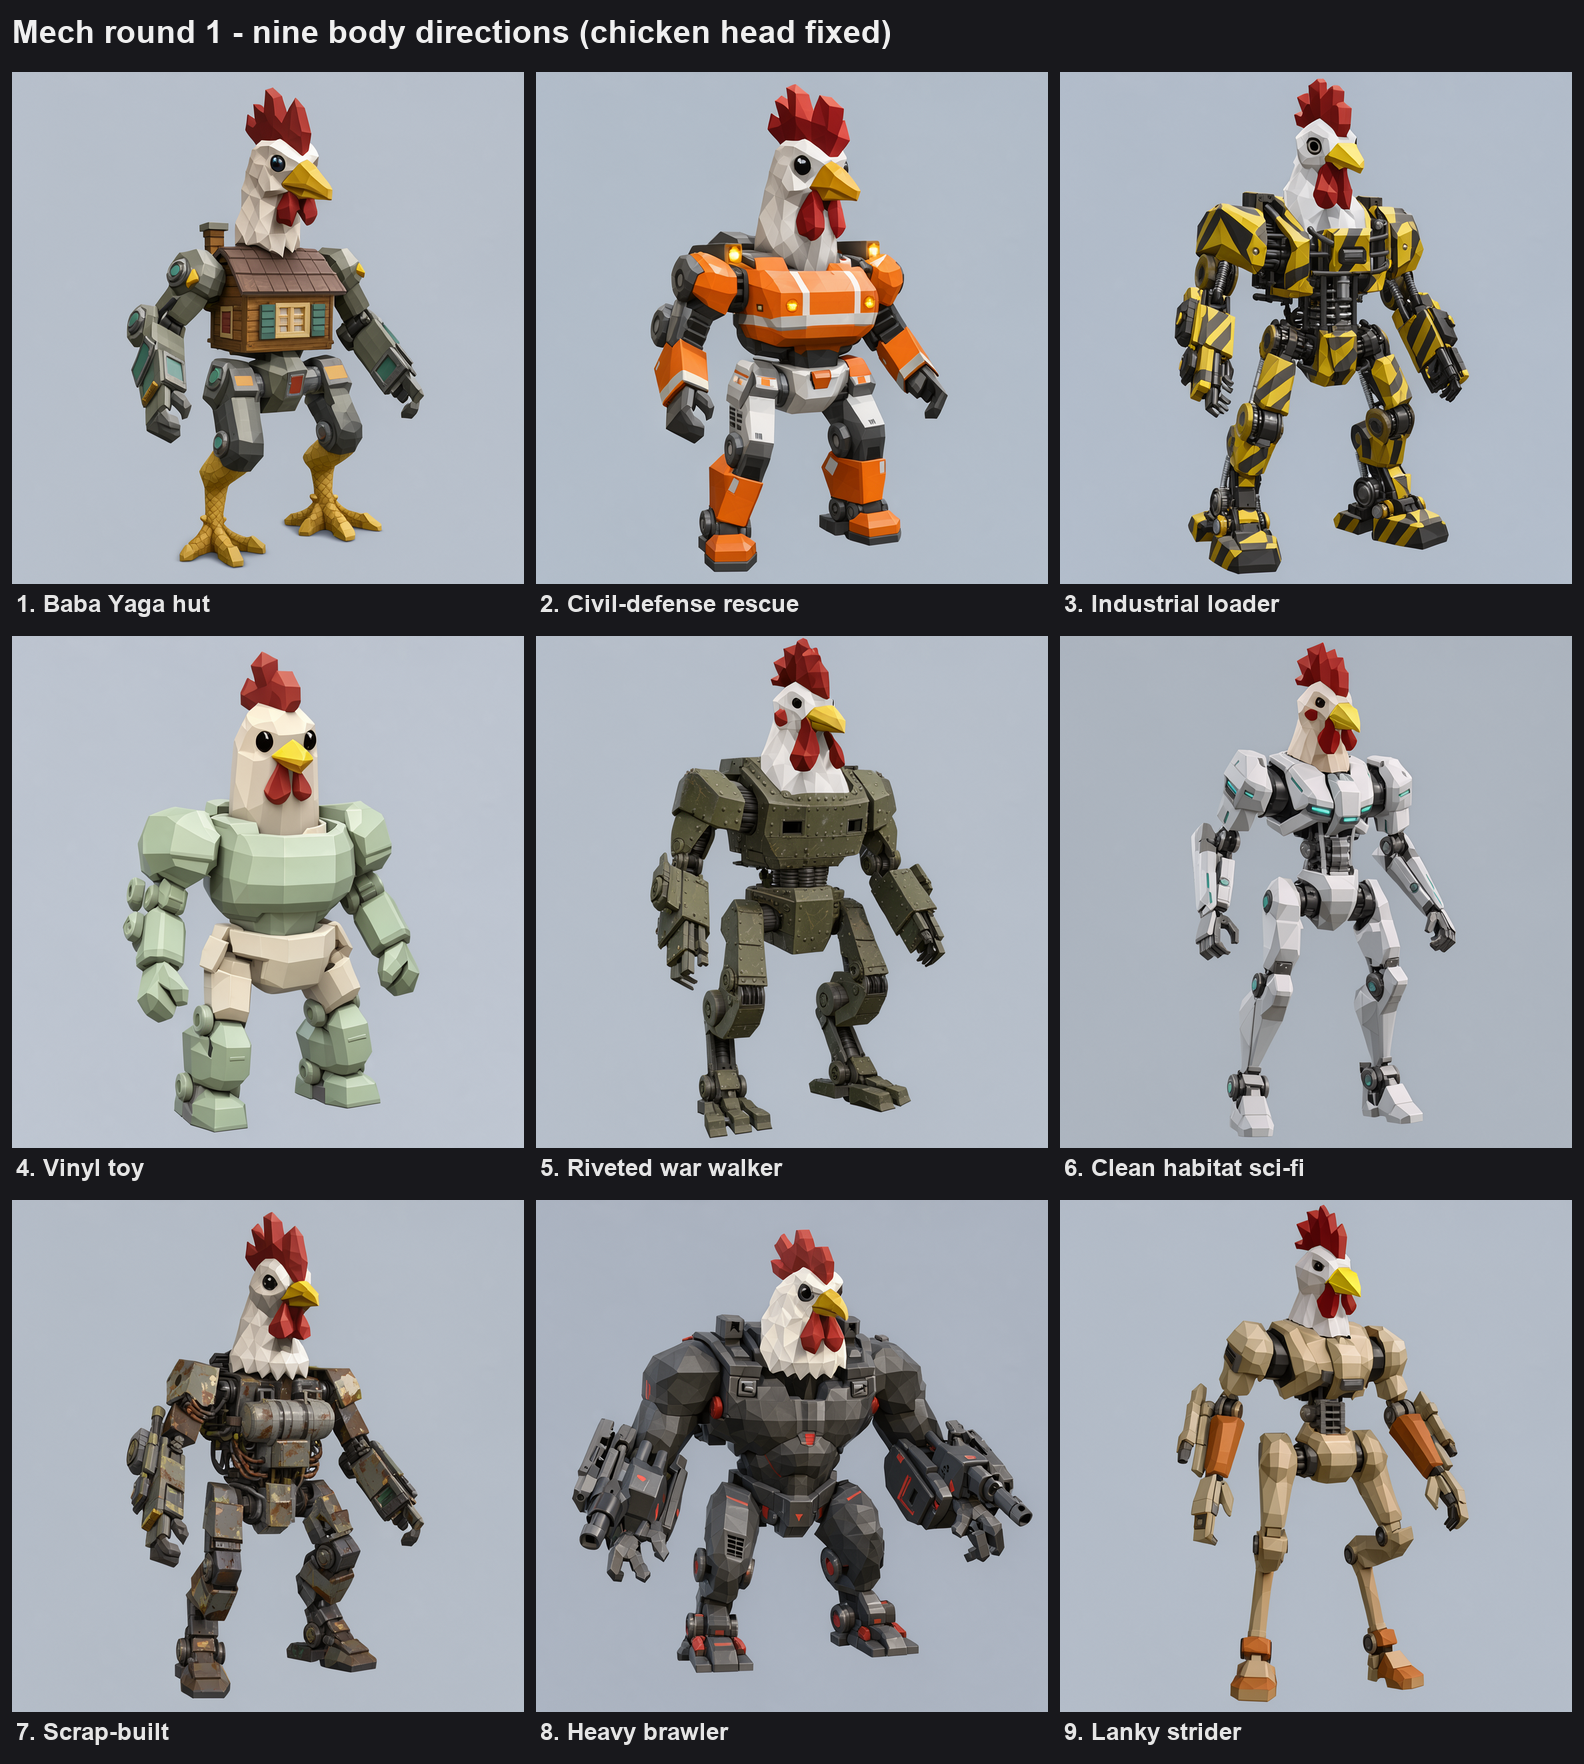 Mech round 1 - nine body directions (chicken head fixed)
1. Baba Yaga hut
2. Civil-defense rescue
3. Industrial loader
4. Vinyl toy
5. Riveted war walker
6. Clean habitat sci-fi
7. Scrap-built
8. Heavy brawler
9. Lanky strider